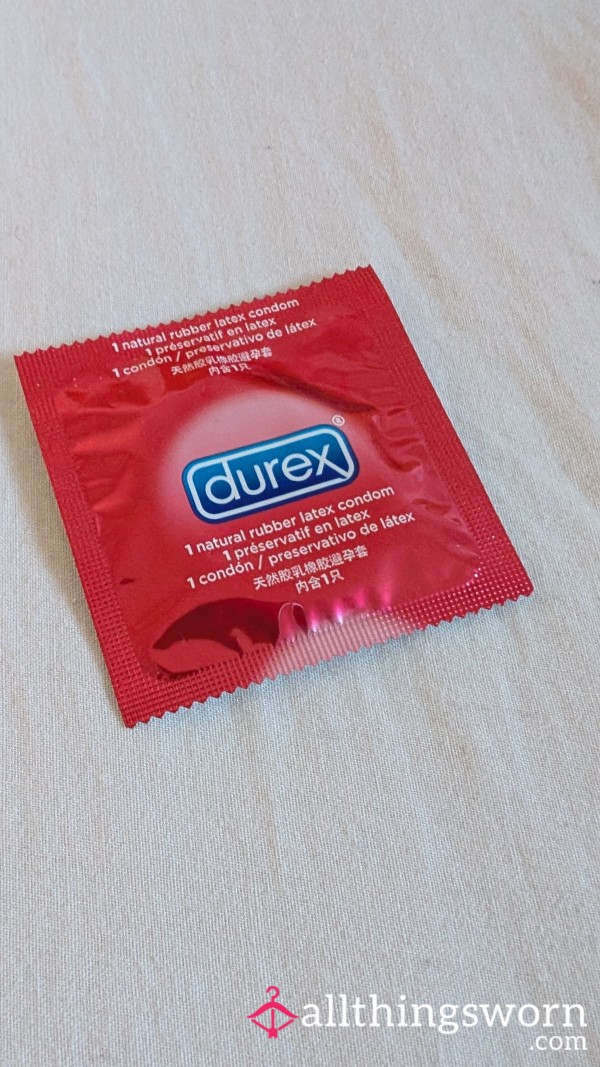 1 natural rubber latex condom
1 préservatif en latex
1 condón / preservativo de látex
天然胶乳橡胶避孕套
内含1只
durex®
1 natural rubber latex condom
1 préservatif en latex
1 condón / preservativo de látex
天然胶乳橡胶避孕套
内含1只
allthingsworn
.com